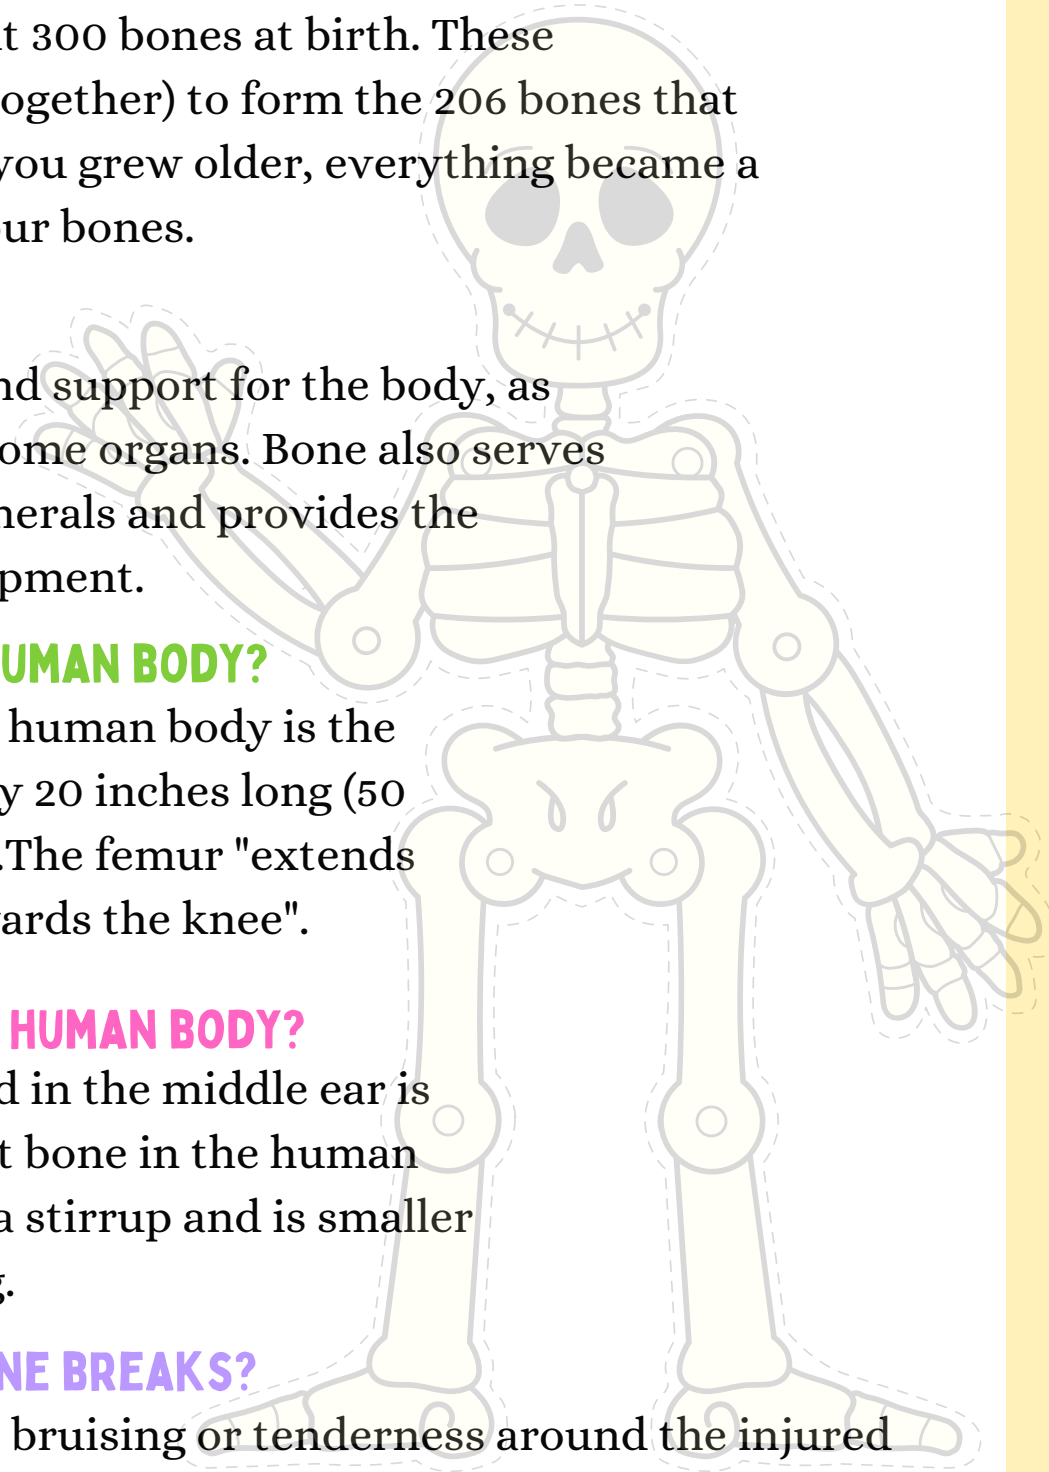 t 300 bones at birth. These
ogether) to form the 206 bones that
you grew older, everything became a
ur bones.
nd support for the body, as
ome organs. Bone also serves
nerals and provides the
pment.
UMAN BODY?
human body is the
y 20 inches long (50
.The femur "extends
ards the knee".
HUMAN BODY?
d in the middle ear is
t bone in the human
a stirrup and is smaller
g.
NE BREAKS?
bruising or tenderness around the injured